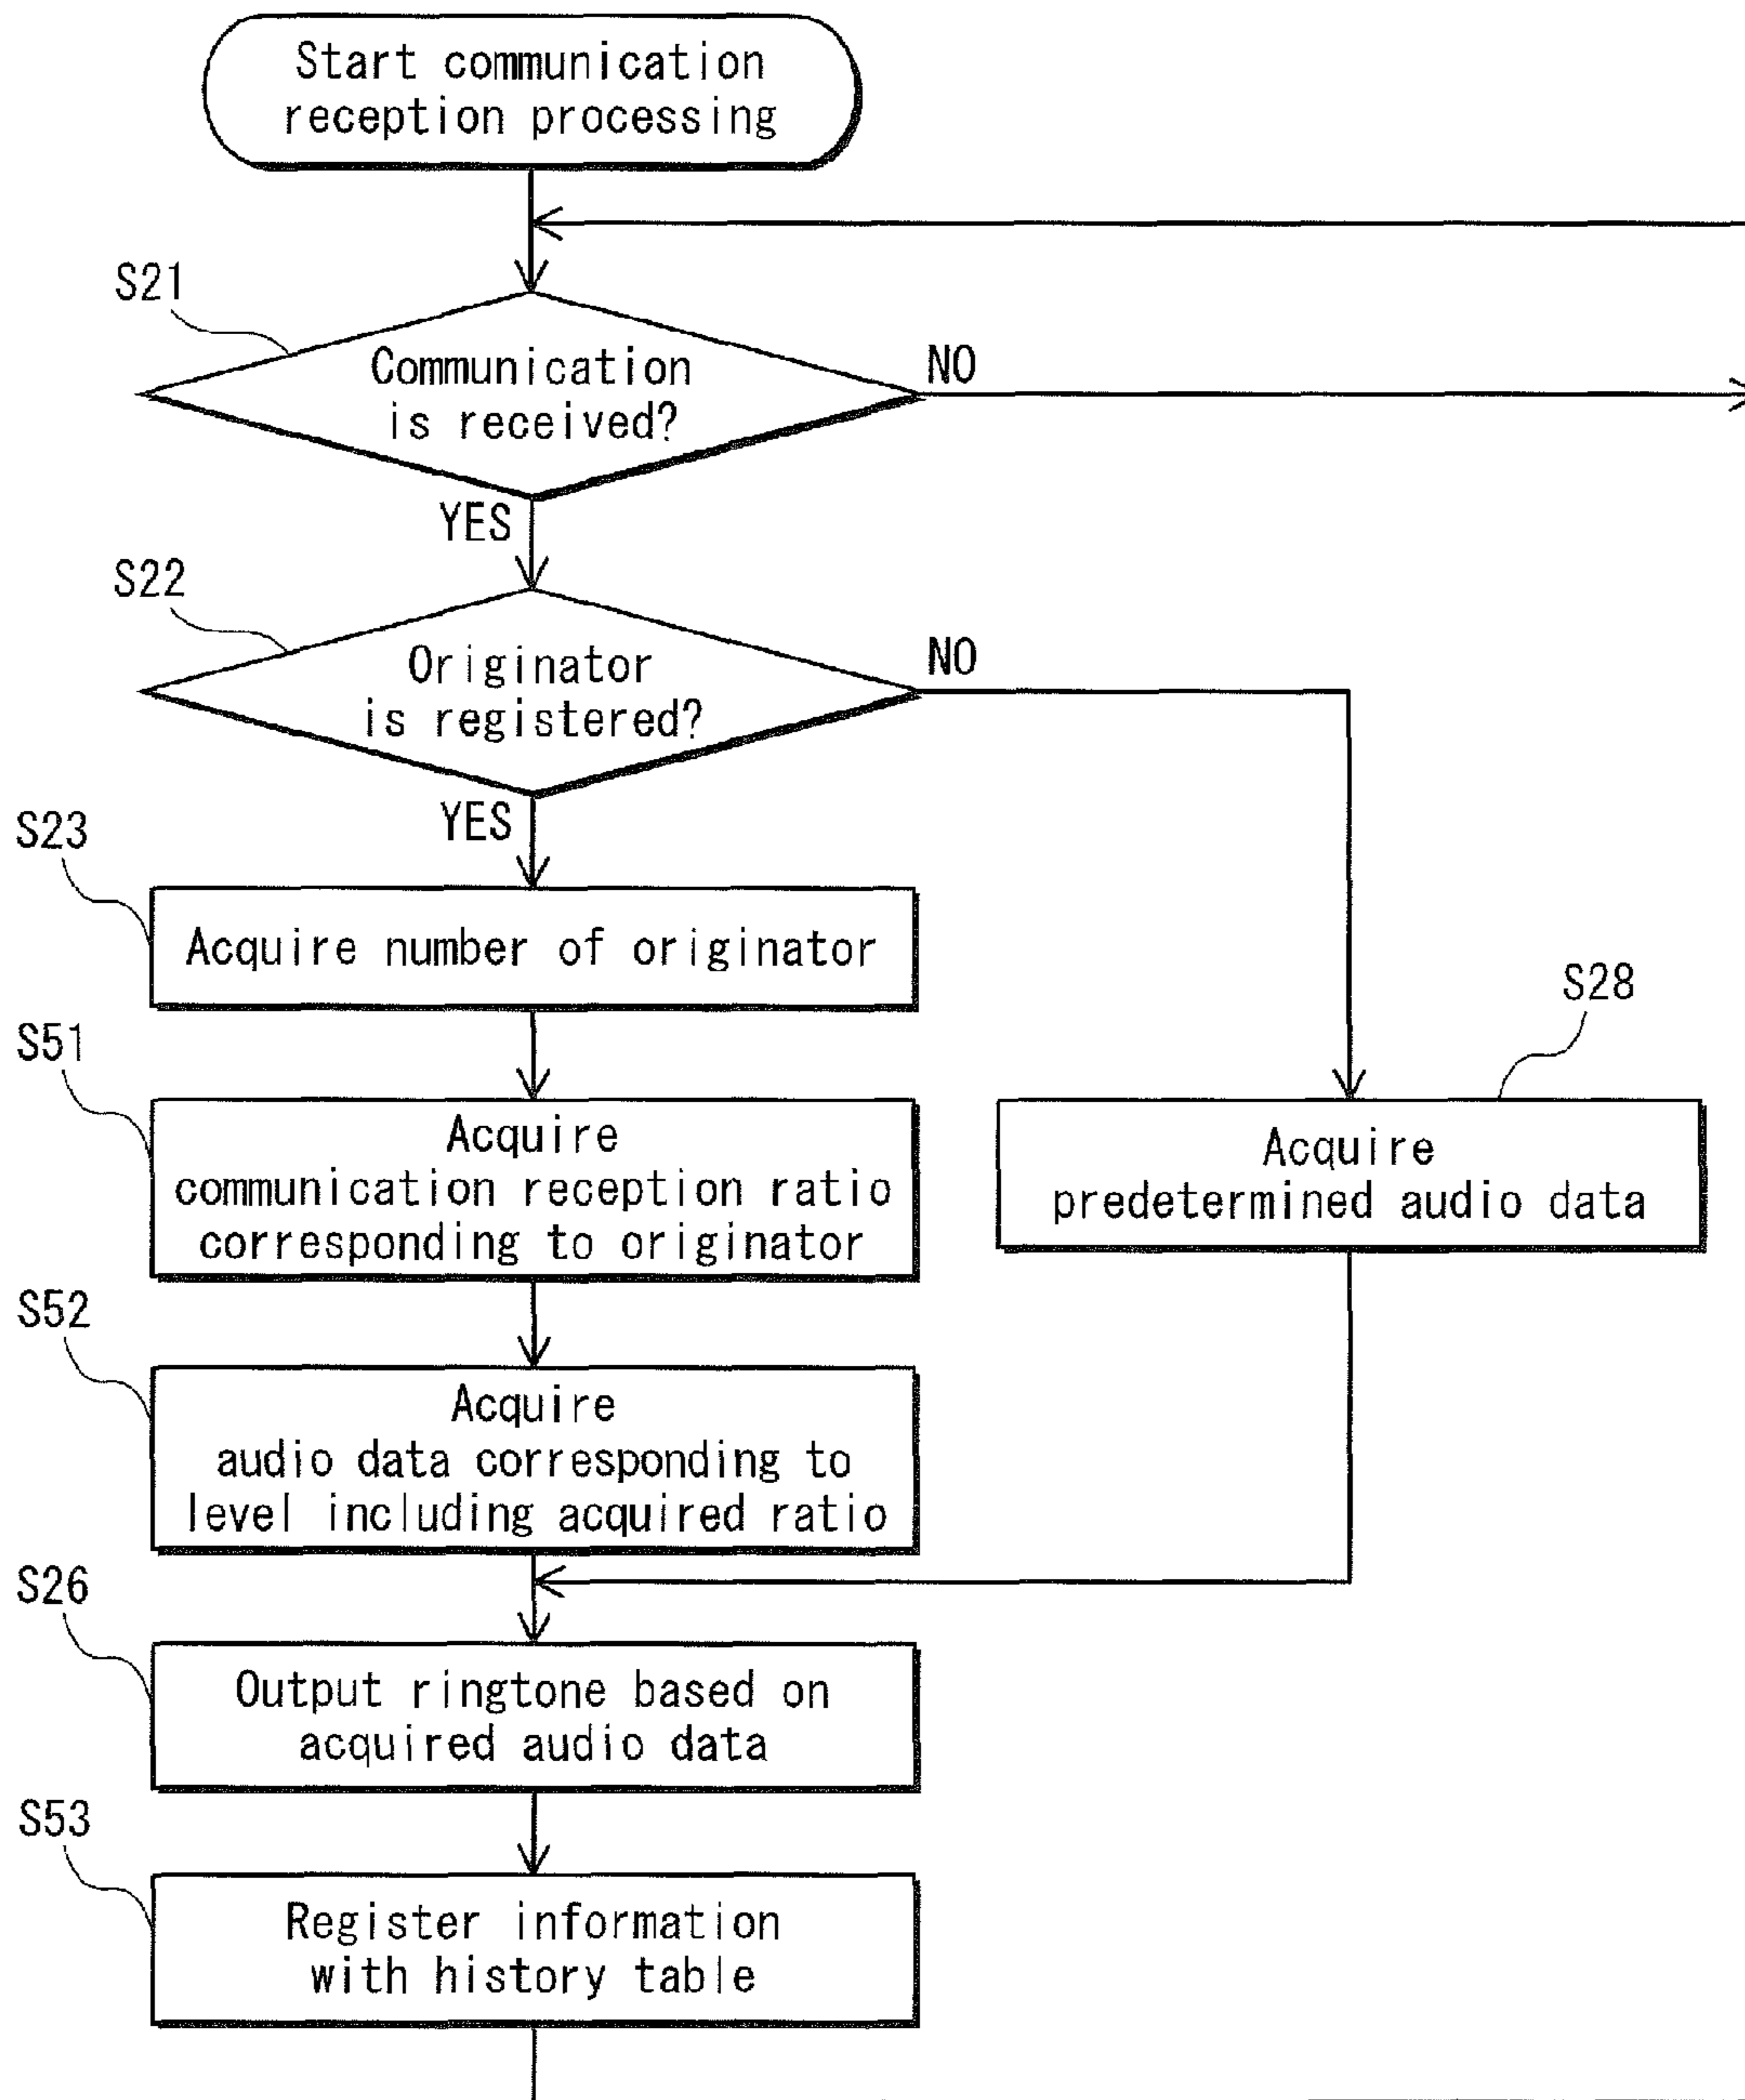 Start communication
reception processing
S21
Communication
is received?
NO
YES
S22
Originator
is registered?
NO
YES
S23
Acquire number of originator
S51
Acquire
communication reception ratio
corresponding to originator
S28
Acquire
predetermined audio data
S52
Acquire
audio data corresponding to
level including acquired ratio
S26
Output ringtone based on
acquired audio data
S53
Register information
with history table